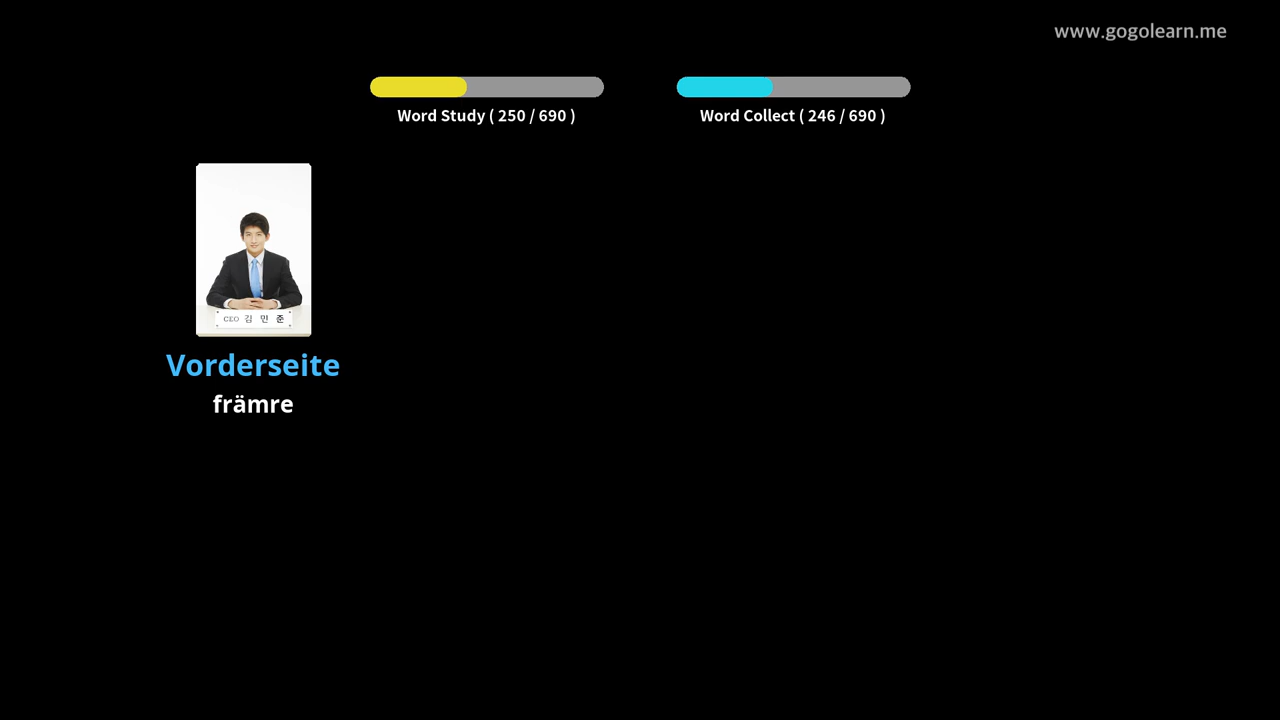 www.gogolearn.me
Word Study ( 250 / 690 )
Word Collect ( 246 / 690 )
CEO 김 민 준
Vorderseite
främre